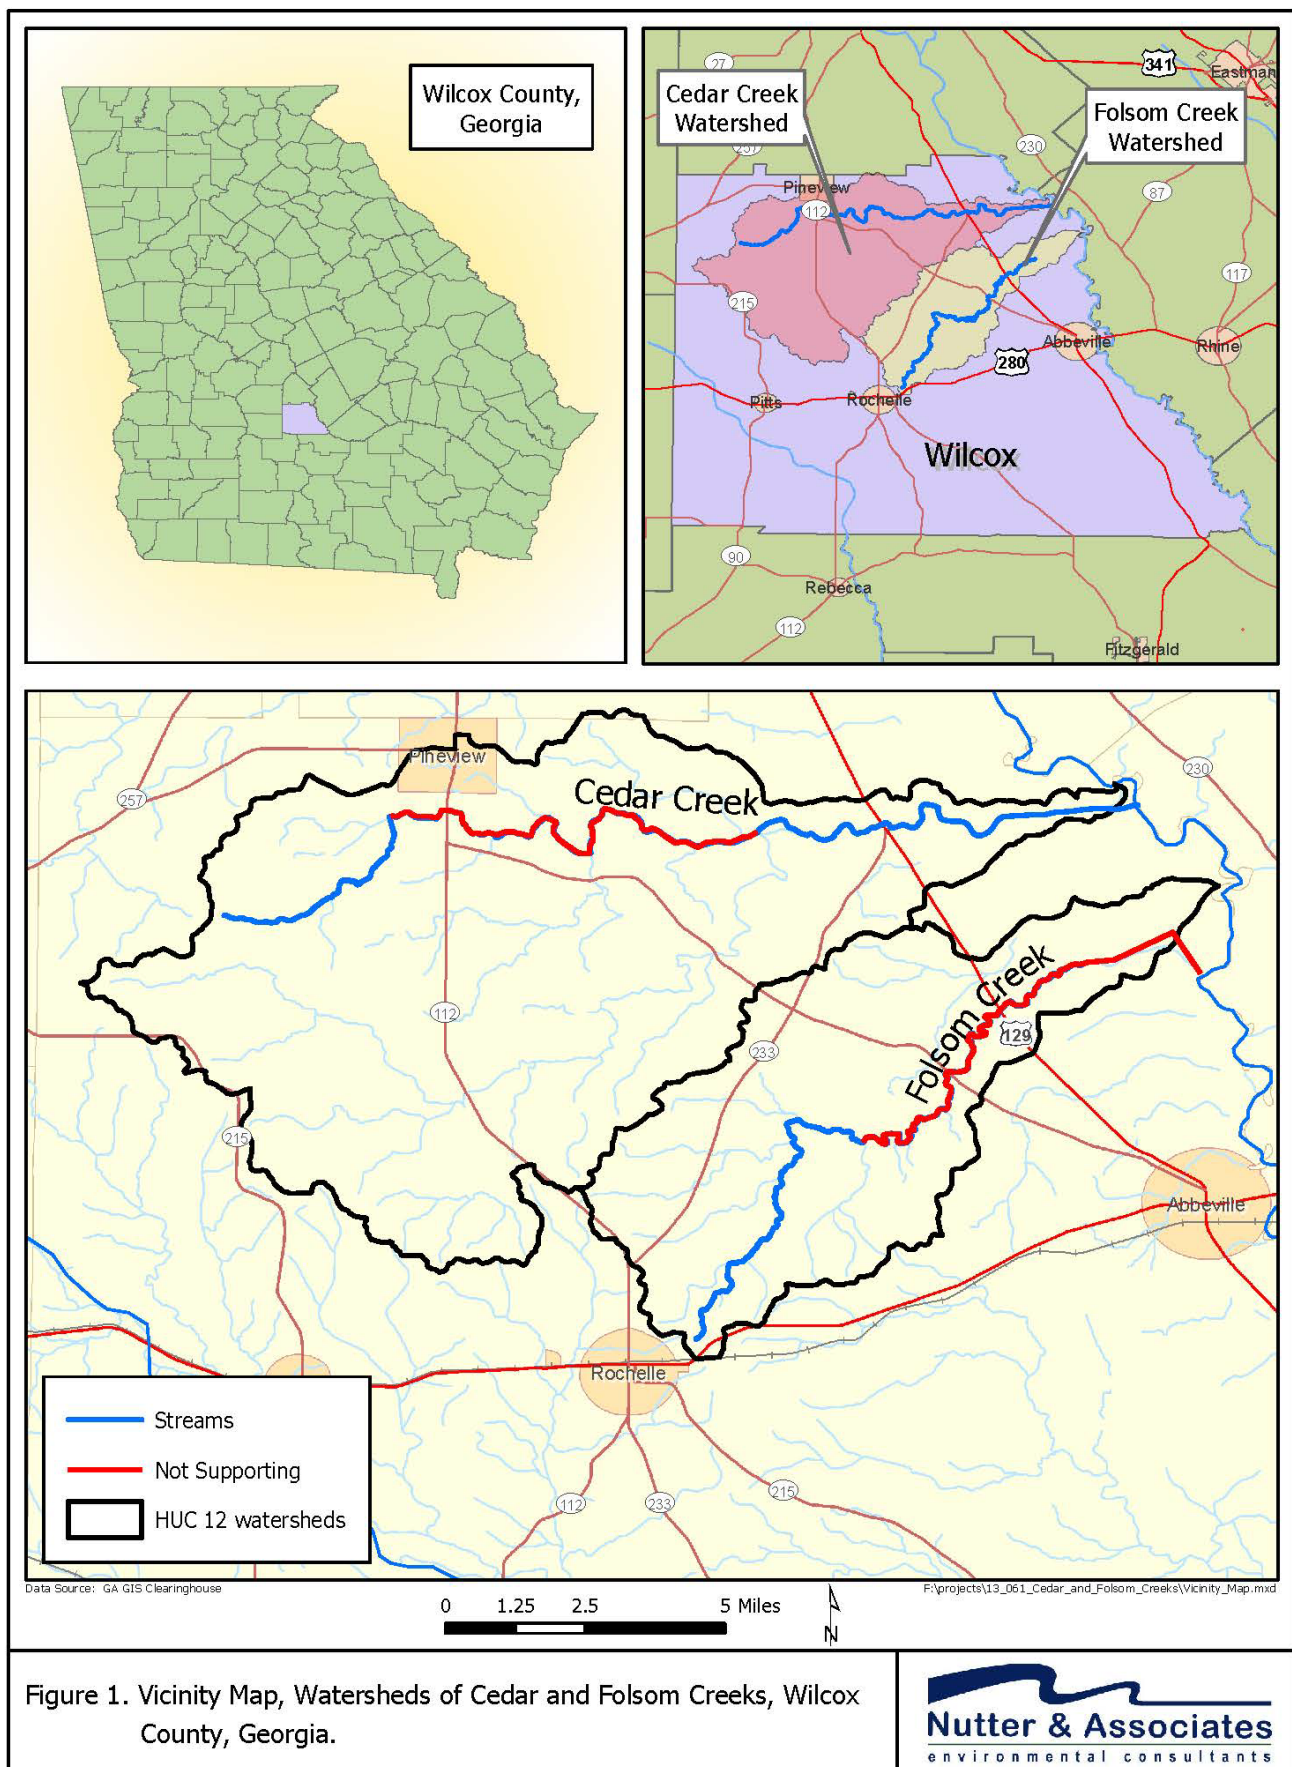 Wilcox County,
Georgia
27
341
Eastman
Cedar Creek
Watershed
Folsom Creek
Watershed
257
230
Pineview
112
87
117
215
Abbeville
Rhine
280
Pitts
Rochelle
Wilcox
90
Rebecca
112
Fitzgerald
Pineview
230
257
Cedar Creek
112
Folsom Creek
129
233
215
Abbeville
Rochelle
215
112
233
Streams
Not Supporting
HUC 12 watersheds
Data Source: GA GIS Clearinghouse
F:\projects\13_061_Cedar_and_Folsom_Creeks\Vicinity_Map.mxd
0 1.25 2.5 5 Miles
N
Figure 1. Vicinity Map, Watersheds of Cedar and Folsom Creeks, Wilcox
County, Georgia.
Nutter & Associates
environmental consultants